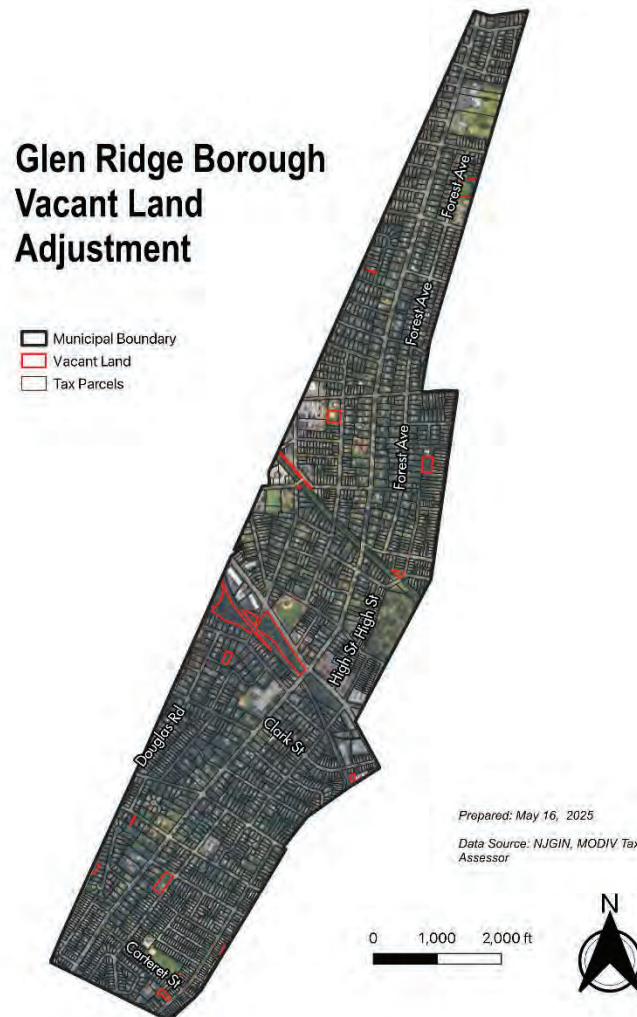 Glen Ridge Borough
Vacant Land
Adjustment
Municipal Boundary
Vacant Land
Tax Parcels
Forest Ave
Forest Ave
Forest Ave
High St
High St
Clark St
Douglas Rd
Carteret St
Prepared: May 16, 2025
Data Source: NJGIN, MODIV Tax
Assessor
N
0 1,000 2,000 ft